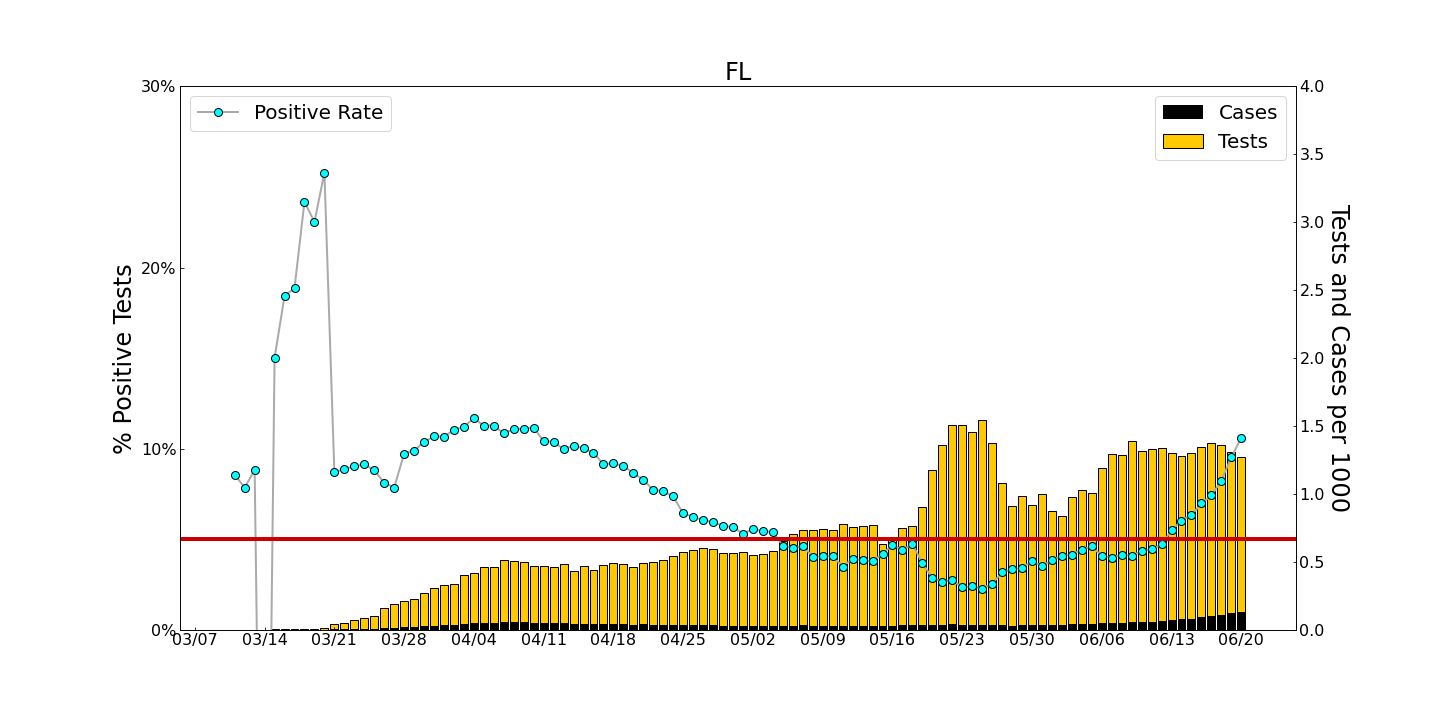 FL
30%
20%
10%
0%
% Positive Tests
Positive Rate
Cases
Tests
4.0
3.5
3.0
2.5
2.0
1.5
1.0
0.5
0.0
Tests and Cases per 1000
03/07 03/14 03/21 03/28 04/04 04/11 04/18 04/25 05/02 05/09 05/16 05/23 05/30 06/06 06/13 06/20